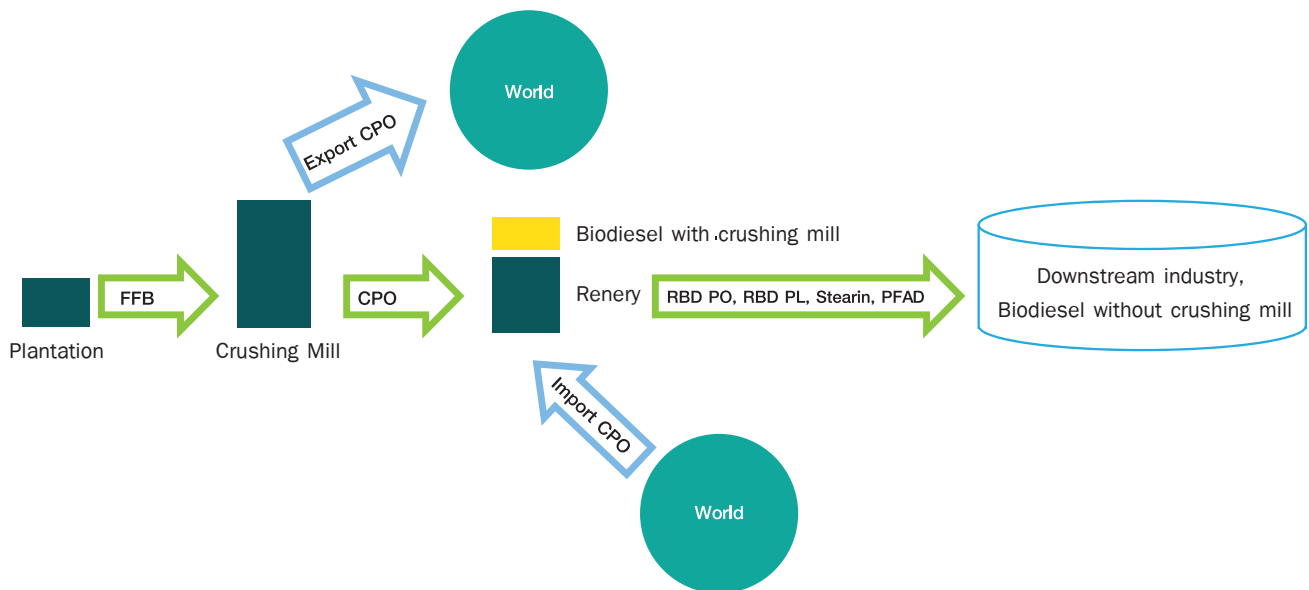 World
Export CPO
Biodiesel with.crushing mill
FFB
CPO
Renery
RBD PO, RBD PL, Stearin, PFAD
Downstream industry,
Biodiesel without crushing mill
Plantation
Crushing Mill
Import CPO
World